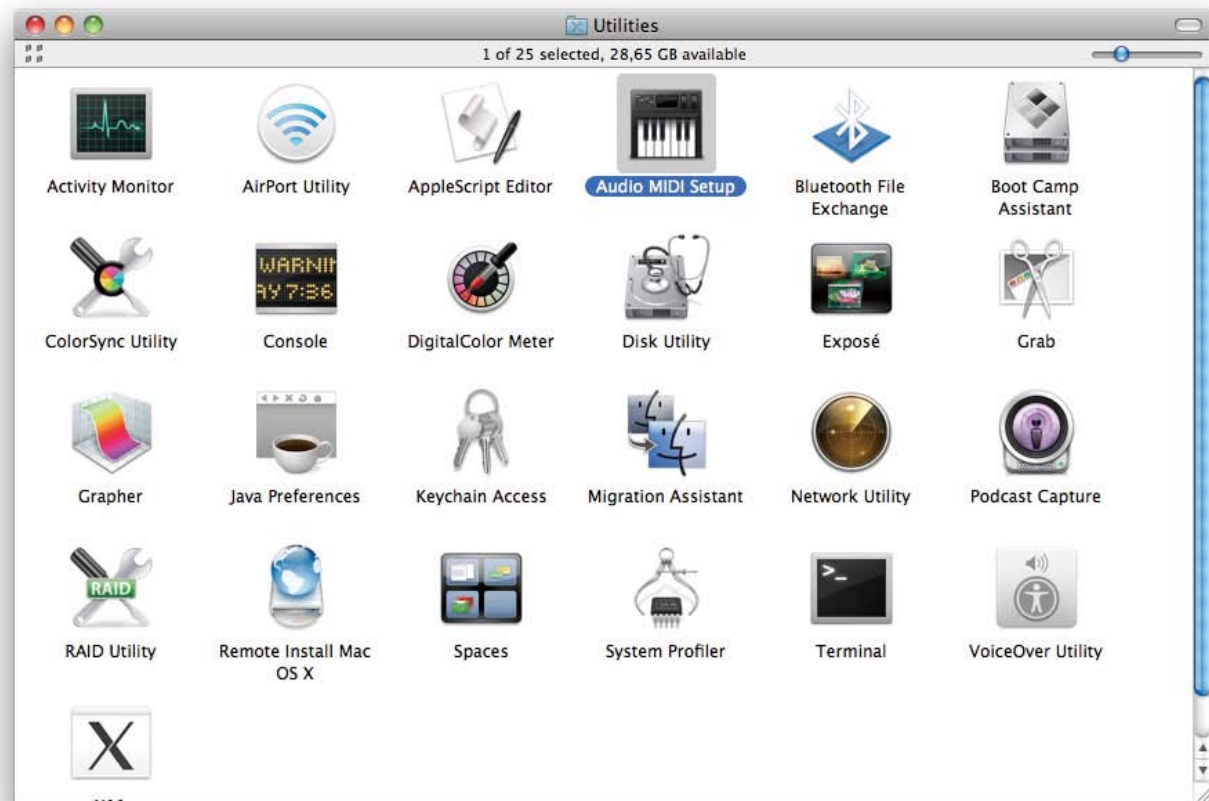 Utilities
1 of 25 selected, 28,65 GB available
Activity Monitor
AirPort Utility
AppleScript Editor
Audio MIDI Setup
Bluetooth File
Exchange
Boot Camp
Assistant
WARNIN
AY 7:36
ColorSync Utility
Console
DigitalColor Meter
Disk Utility
Exposé
Grab
Grapher
Java Preferences
Keychain Access
Migration Assistant
Network Utility
Podcast Capture
RAID
>_
RAID Utility
Remote Install Mac
OS X
Spaces
System Profiler
Terminal
VoiceOver Utility
X